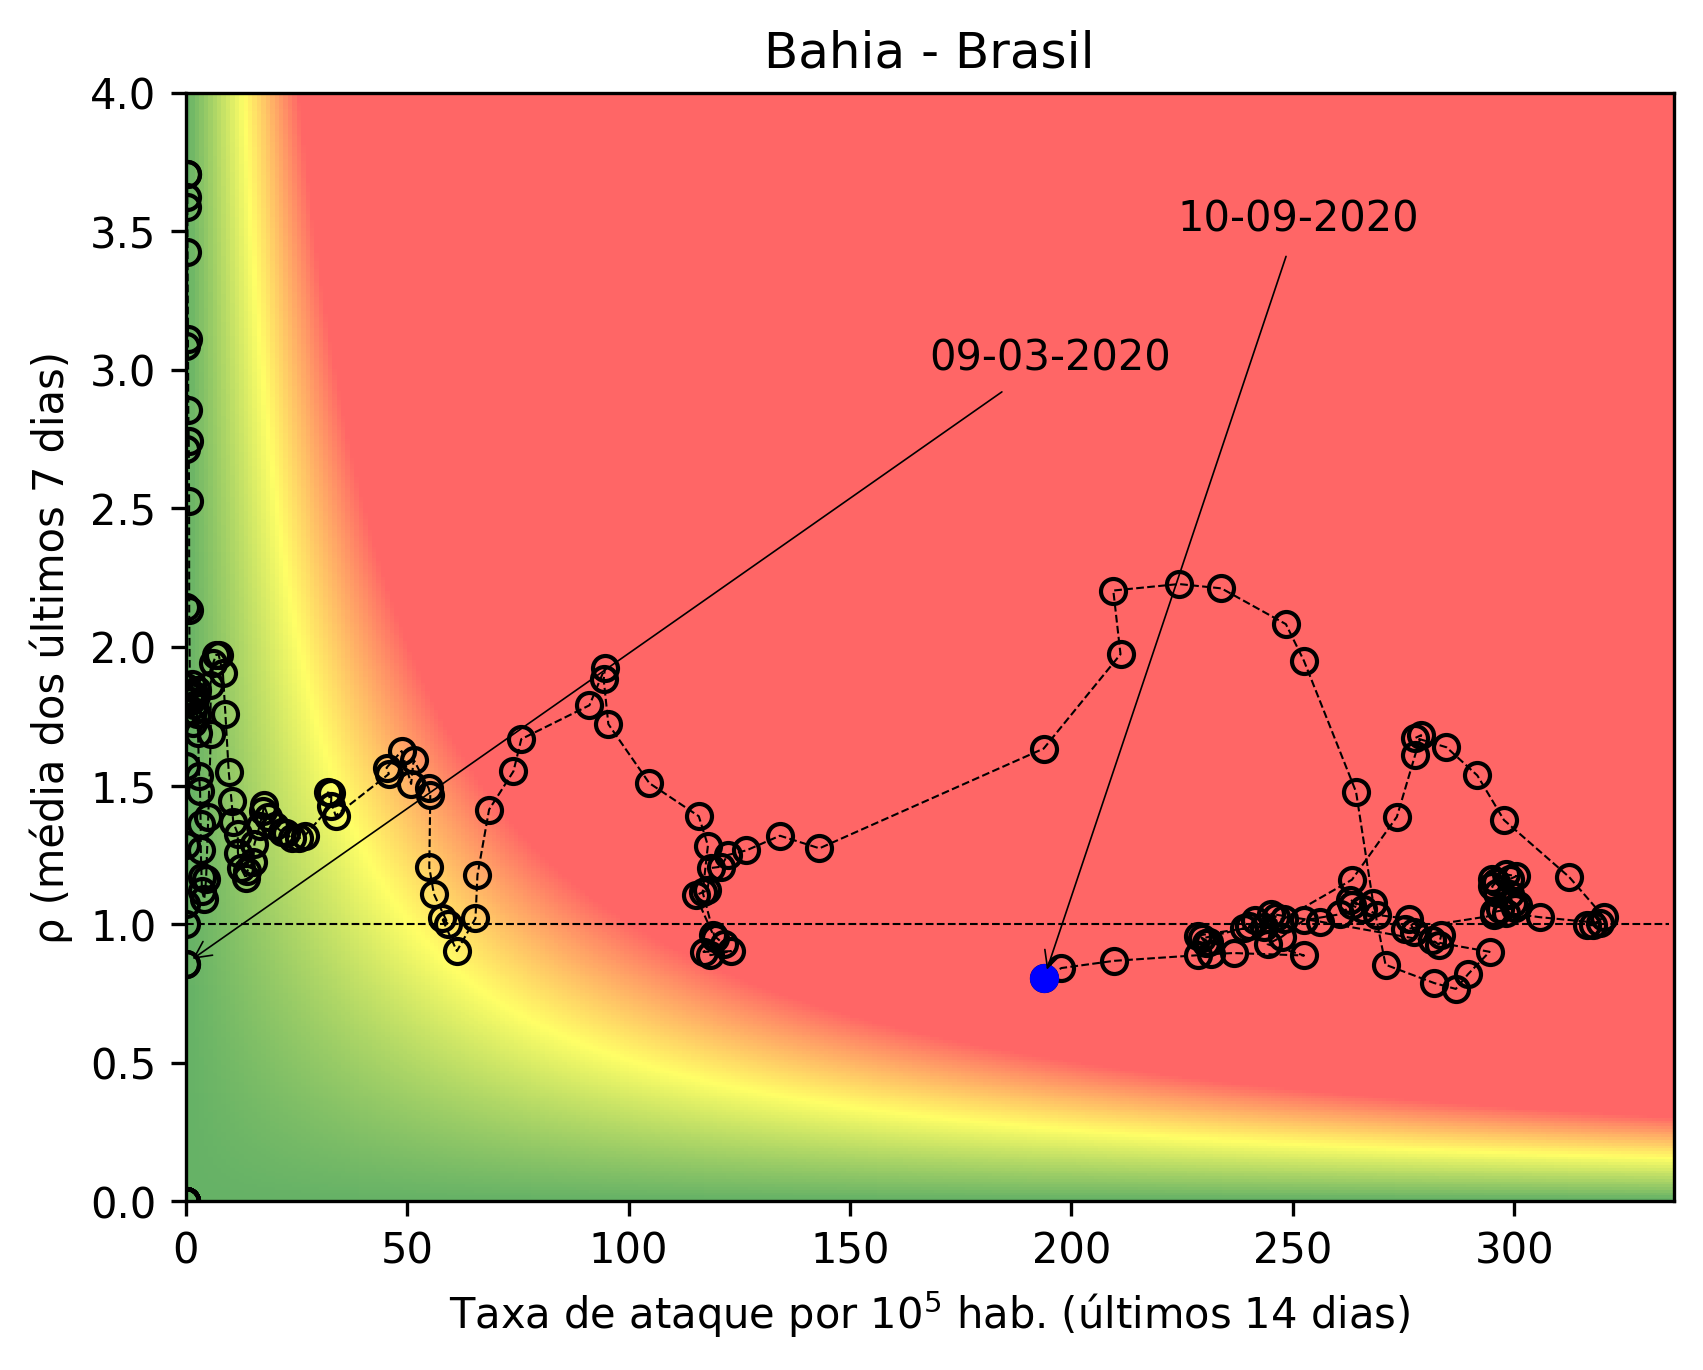 Bahia - Brasil
4.0
3.5
3.0
2.5
2.0
1.5
1.0
0.5
0.0
ρ (média dos últimos 7 dias)
10-09-2020
09-03-2020
0 50 100 150 200 250 300
Taxa de ataque por 10⁵ hab. (últimos 14 dias)